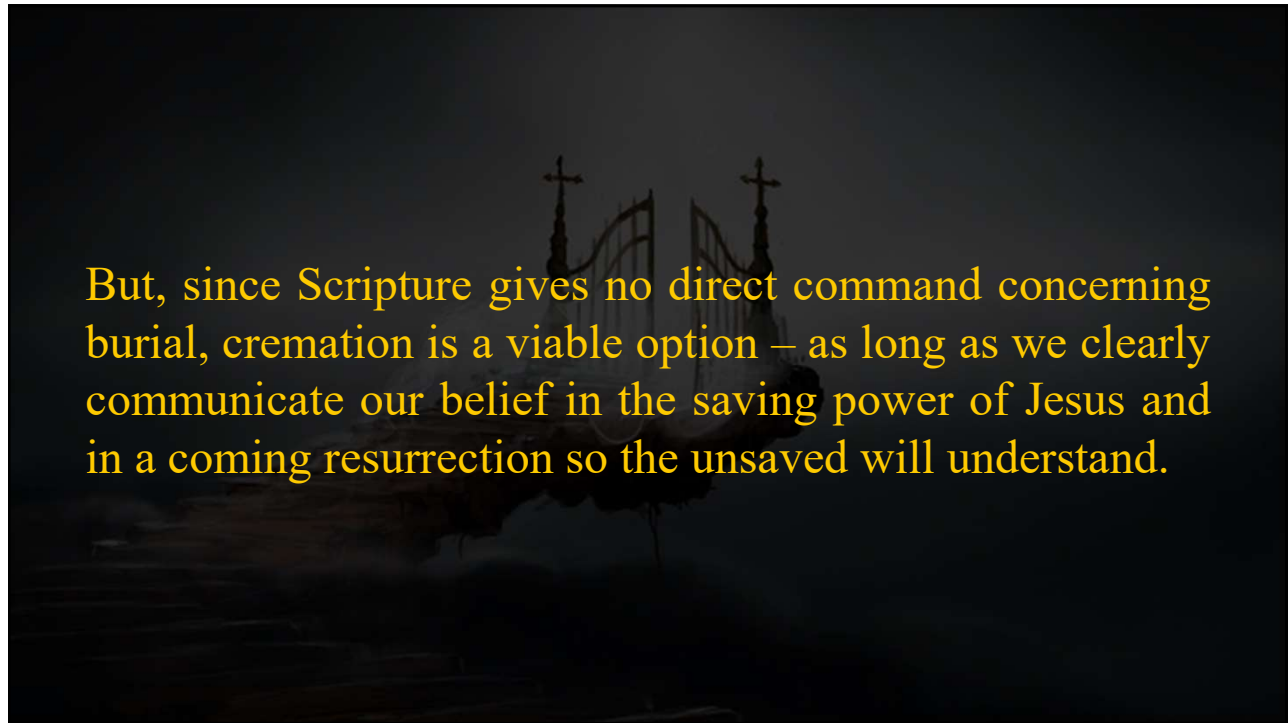 But, since Scripture gives no direct command concerning
burial, cremation is a viable option – as long as we clearly
communicate our belief in the saving power of Jesus and
in a coming resurrection so the unsaved will understand.